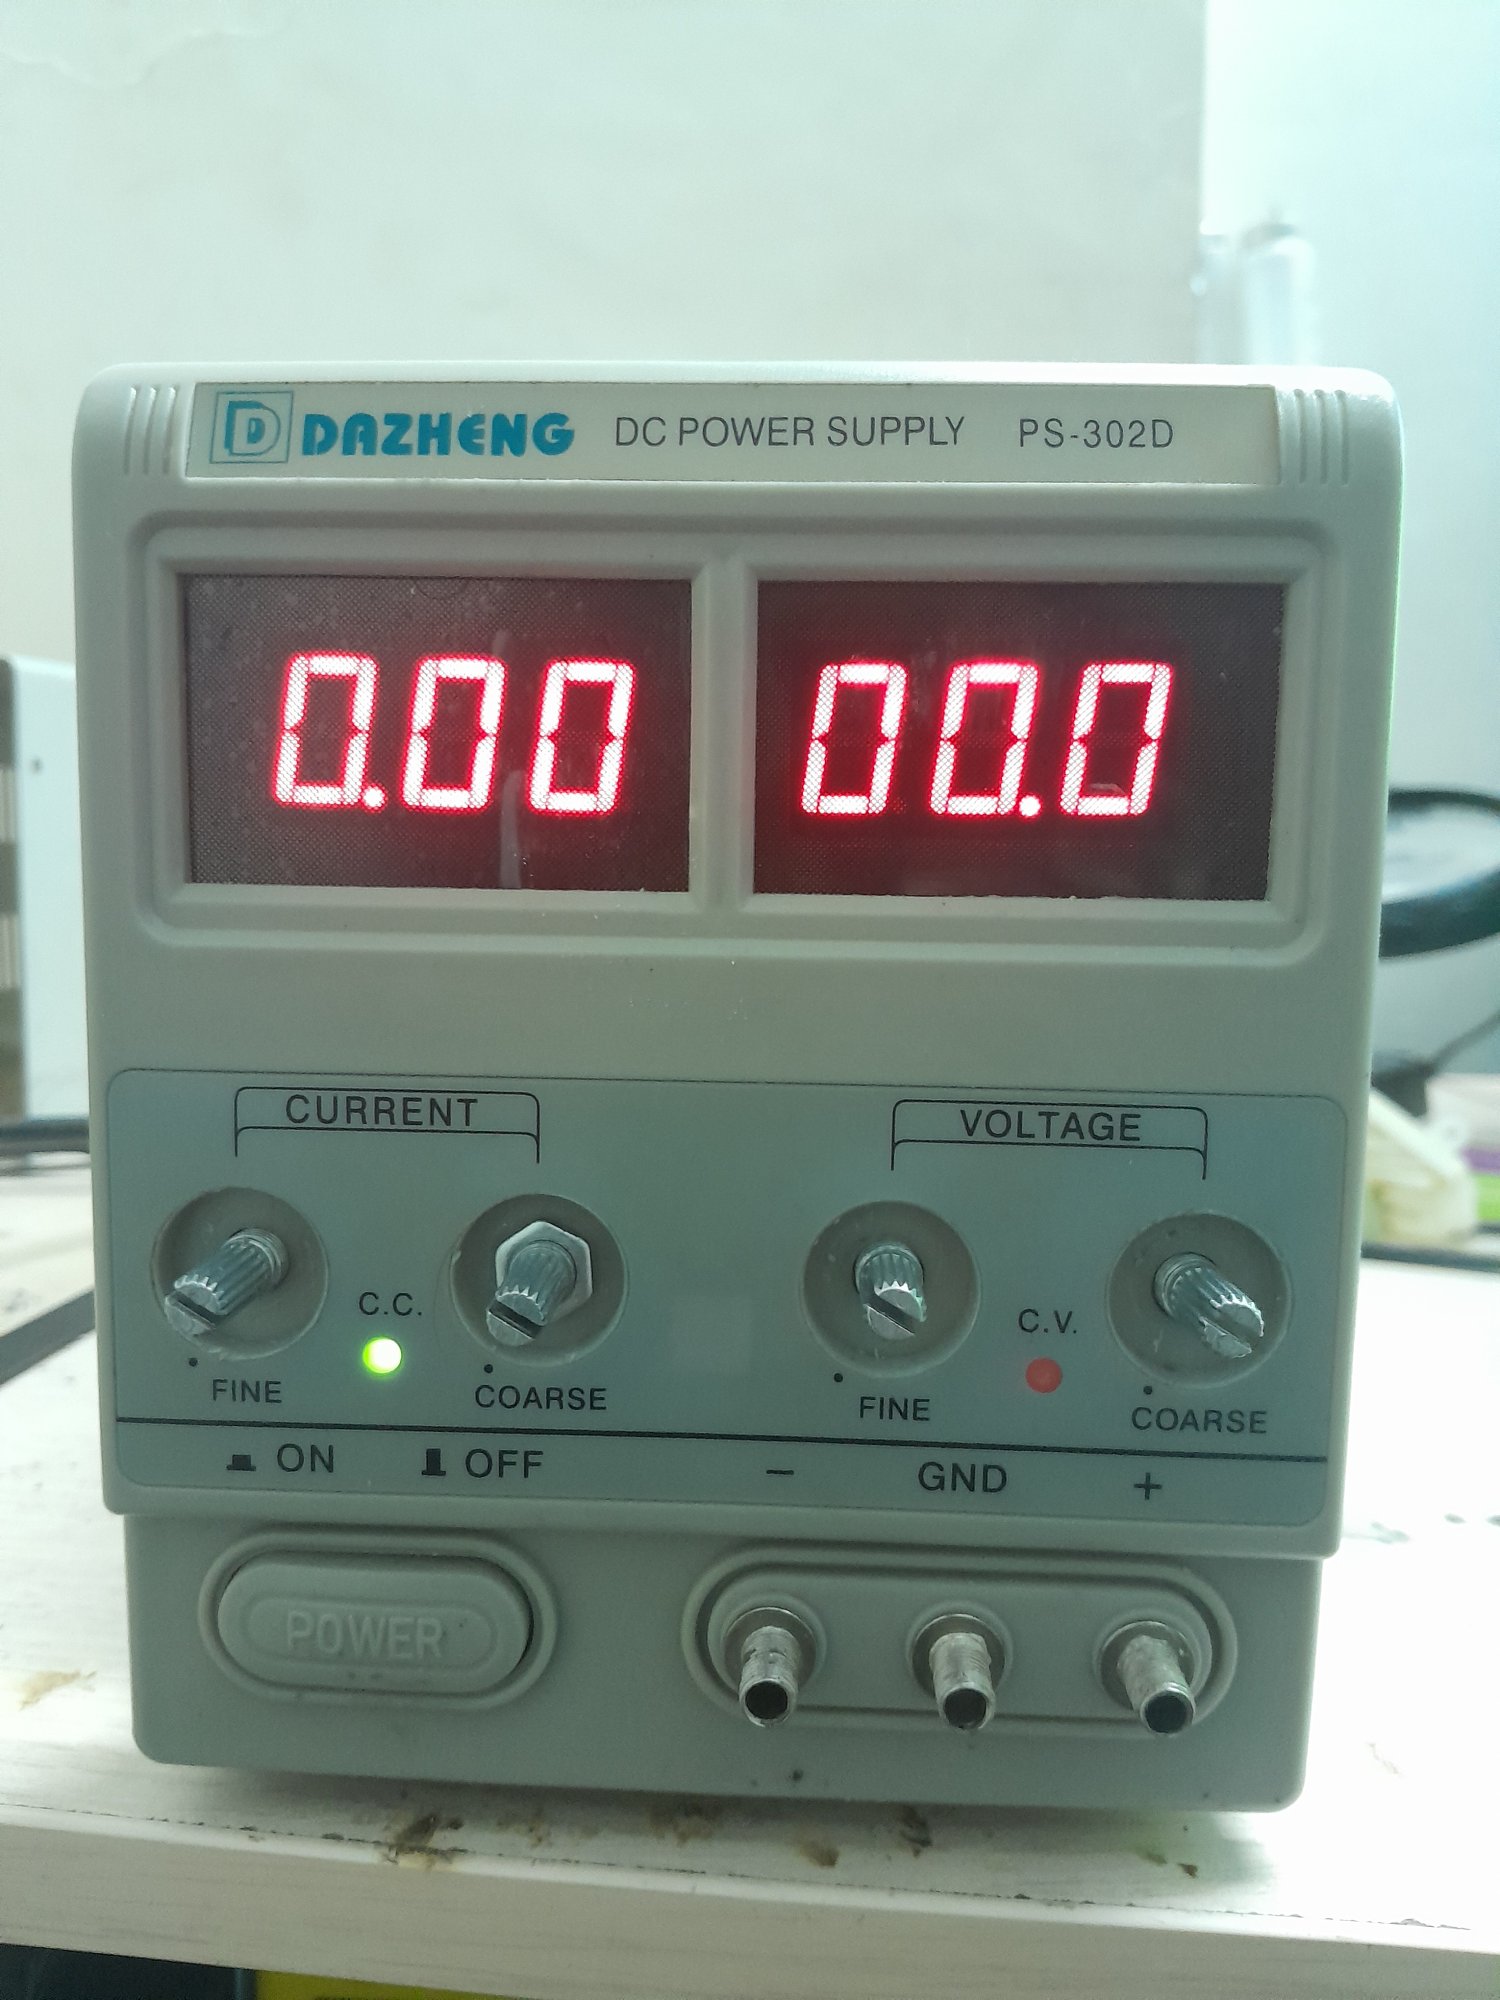 D DAZHENG DC POWER SUPPLY PS-302D
0.00 00.0
CURRENT VOLTAGE
C.C. C.V.
FINE COARSE FINE COARSE
ON OFF - GND +
POWER